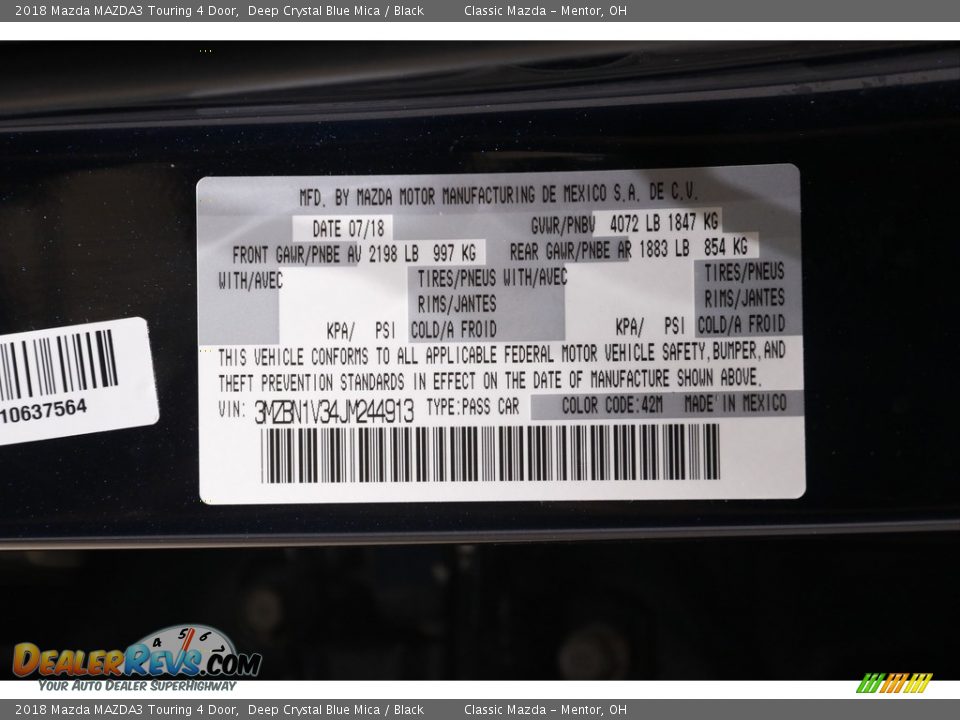 2018 Mazda MAZDA3 Touring 4 Door, Deep Crystal Blue Mica / Black Classic Mazda - Mentor, OH
MFD. BY MAZDA MOTOR MANUFACTURING DE MEXICO S.A. DE C.V.
DATE 07/18 GVWR/PNBV 4072 LB 1847 KG
FRONT GAWR/PNBE AV 2198 LB 997 KG REAR GAWR/PNBE AR 1883 LB 854 KG
WITH/AVEC TIRES/PNEUS WITH/AVEC TIRES/PNEUS
RIMS/JANTES RIMS/JANTES
KPA/ PSI COLD/A FROID KPA/ PSI COLD/A FROID
THIS VEHICLE CONFORMS TO ALL APPLICABLE FEDERAL MOTOR VEHICLE SAFETY,BUMPER,AND
THEFT PREVENTION STANDARDS IN EFFECT ON THE DATE OF MANUFACTURE SHOWN ABOVE.
VIN: 3MZBN1V34JM244913 TYPE:PASS CAR COLOR CODE:42M MADE IN MEXICO
10637564
4 5 6
DEALERREVS.COM
YOUR AUTO DEALER SUPERHIGHWAY
2018 Mazda MAZDA3 Touring 4 Door, Deep Crystal Blue Mica / Black Classic Mazda - Mentor, OH